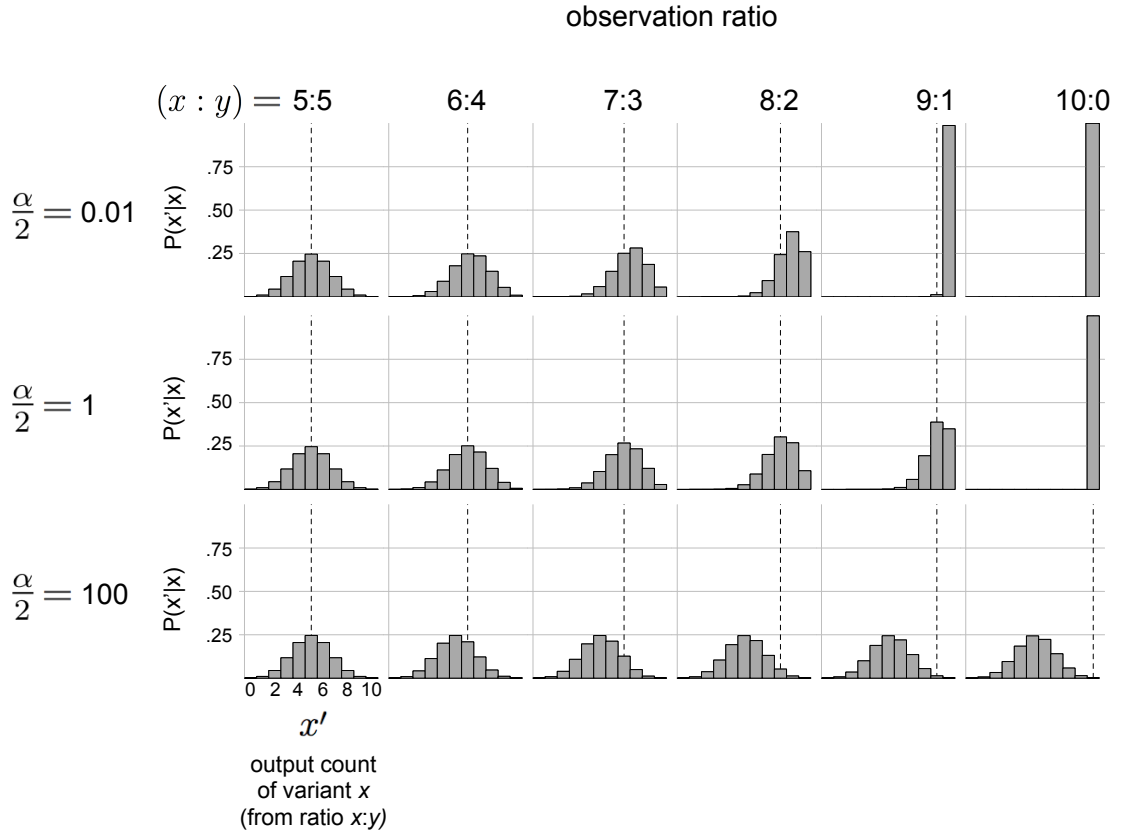 observation ratio
(x : y) = 5:5 6:4 7:3 8:2 9:1 10:0
α/2 = 0.01
P(x'|x)
.75
.50
.25
α/2 = 1
P(x'|x)
.75
.50
.25
α/2 = 100
P(x'|x)
.75
.50
.25
0 2 4 6 8 10
x′
output count
of variant x
(from ratio x:y)